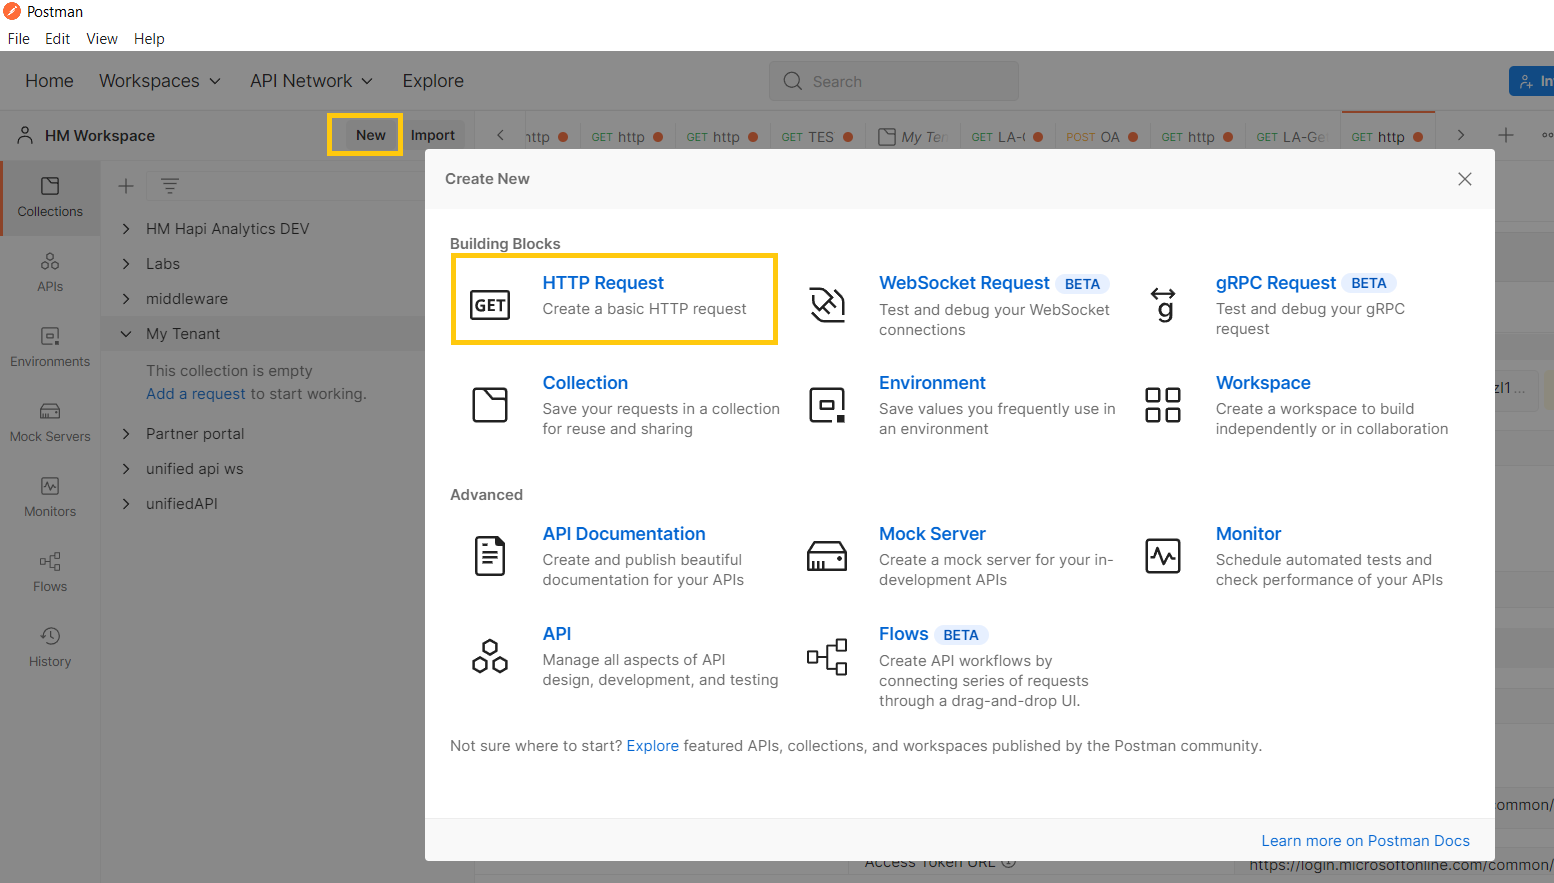 Postman
File Edit View Help
Home Workspaces API Network Explore Search In
HM Workspace New Import
http GET http GET http GET TES My Ten GET LA-G POST OA GET http GET LA-Ge GET http
Collections
APIs
Environments
Mock Servers
Monitors
Flows
History
HM Hapi Analytics DEV
Labs
middleware
My Tenant
This collection is empty
Add a request to start working.
Partner portal
unified api ws
unifiedAPI
Create New
Building Blocks
GET
HTTP Request
Create a basic HTTP request
WebSocket Request BETA
Test and debug your WebSocket
connections
g
gRPC Request BETA
Test and debug your gRPC
request
Collection
Save your requests in a collection
for reuse and sharing
Environment
Save values you frequently use in
an environment
Workspace
Create a workspace to build
independently or in collaboration
Advanced
API Documentation
Create and publish beautiful
documentation for your APIs
Mock Server
Create a mock server for your in-
development APIs
Monitor
Schedule automated tests and
check performance of your APIs
API
Manage all aspects of API
design, development, and testing
Flows BETA
Create API workflows by
connecting series of requests
through a drag-and-drop UI.
Not sure where to start? Explore featured APIs, collections, and workspaces published by the Postman community.
Learn more on Postman Docs
zI1...
ommon/
Access Token URL
https://login.microsoftonline.com/common/